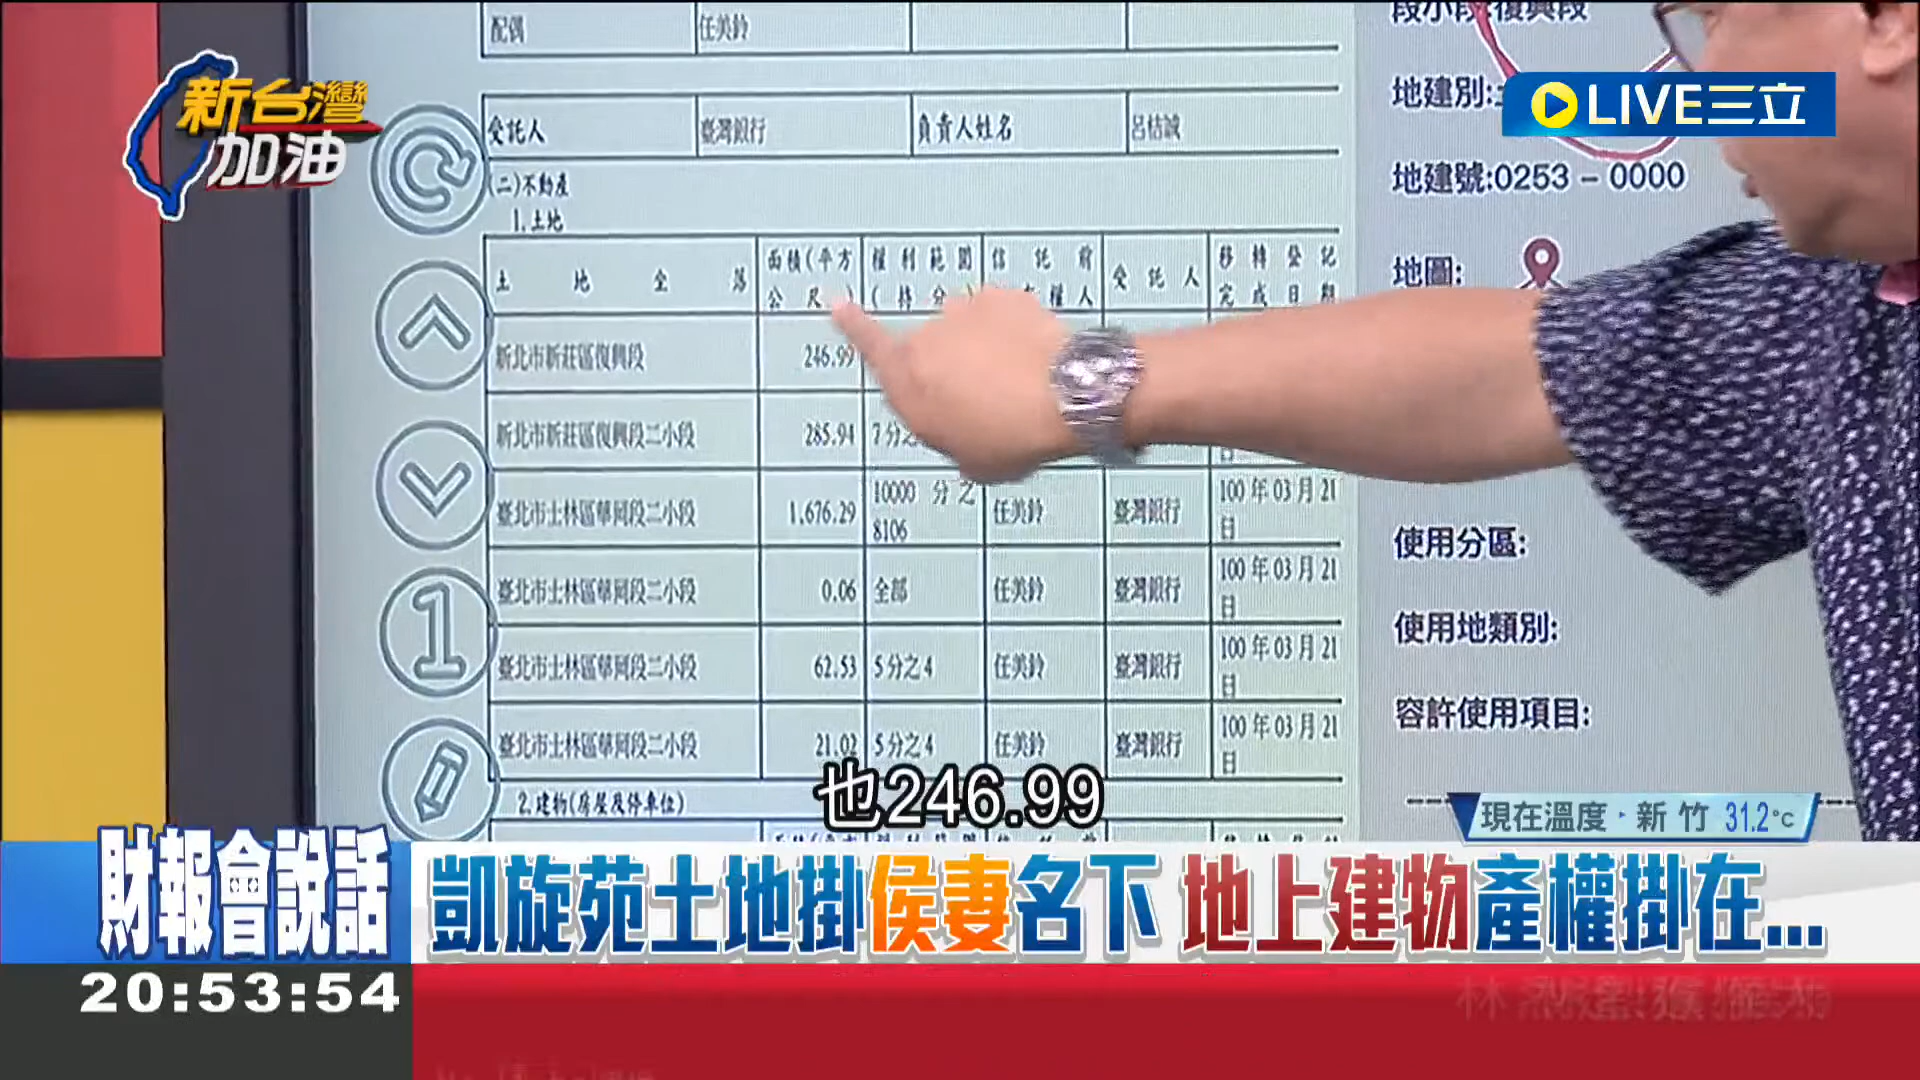 配偶 任美鈴
段小段:復興段
新台灣
加油
LIVE三立
地建別:
受託人 臺灣銀行 負責人姓名 呂桔誠
地建號:0253－0000
(二)不動產
1.土地
地圖:
土地坐落 面積(平方公尺) 權利範圍(持分) 信託前 權人 受託人 移轉登記完成日期
新北市新莊區復興段 246.99
新北市新莊區復興段二小段 285.94 7分之 日
臺北市士林區華岡段二小段 1,676.29 10000分之8106 任美鈴 臺灣銀行 100年03月21日
使用分區:
臺北市士林區華岡段二小段 0.06 全部 任美鈴 臺灣銀行 100年03月21日
使用地類別:
臺北市士林區華岡段二小段 62.53 5分之4 任美鈴 臺灣銀行 100年03月21日
容許使用項目:
臺北市士林區華岡段二小段 21.02 5分之4 任美鈴 臺灣銀行 100年03月21日
1
2.建物(房屋及停車位)
也246.99
現在溫度·新竹 31.2°C
財報會說話
凱旋苑土地掛侯妻名下 地上建物產權掛在...
20:53:54